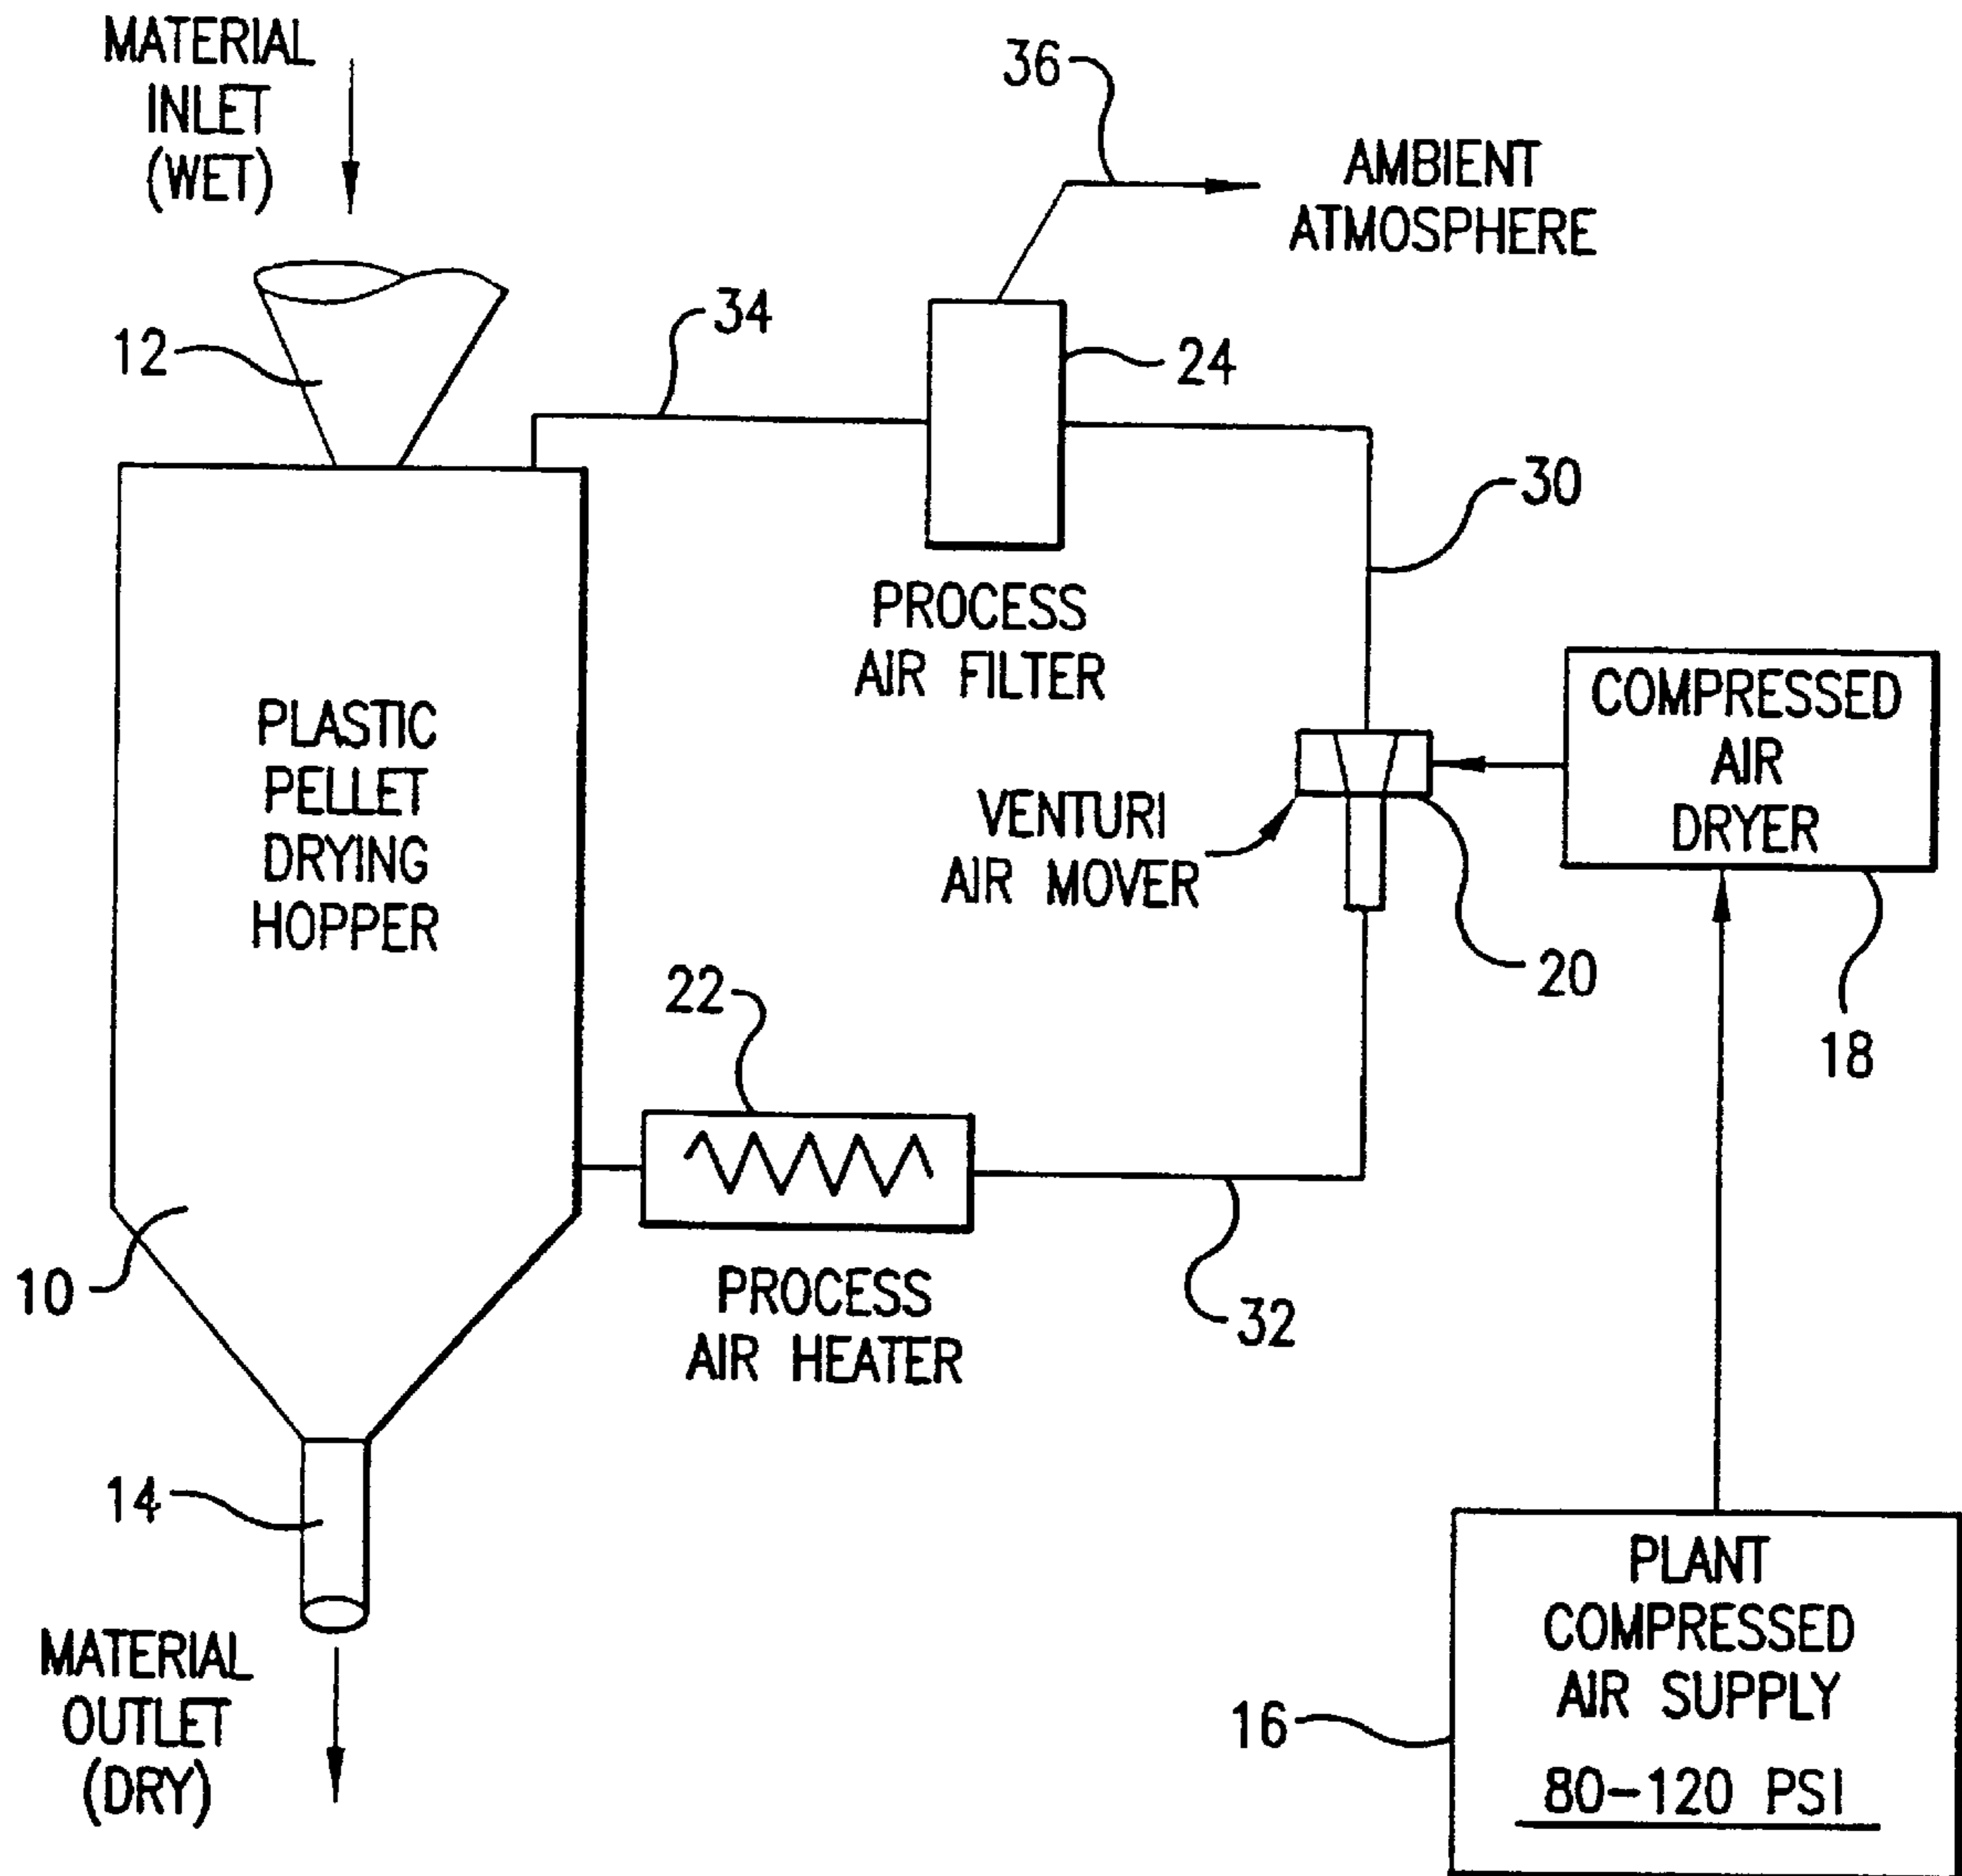 MATERIAL
INLET
(WET)
36
AMBIENT
ATMOSPHERE
34
12
24
30
PROCESS
AIR FILTER
PLASTIC
PELLET
DRYING
HOPPER
COMPRESSED
AIR
DRYER
VENTURI
AIR MOVER
20
18
22
10
PROCESS
AIR HEATER
32
14
MATERIAL
OUTLET
(DRY)
PLANT
COMPRESSED
AIR SUPPLY
80-120 PSI
16